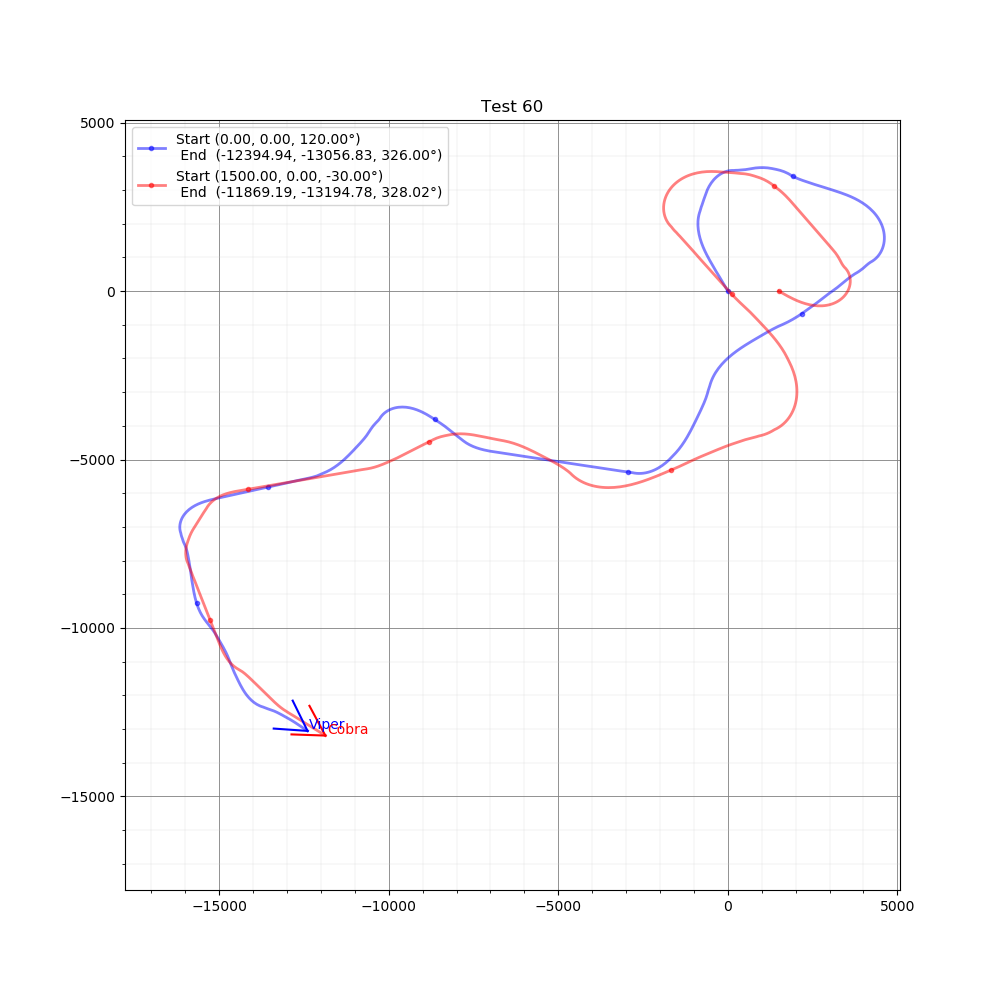 Test 60
Start (0.00, 0.00, 120.00°)
End  (-12394.94, -13056.83, 326.00°)
Start (1500.00, 0.00, -30.00°)
End  (-11869.19, -13194.78, 328.02°)
5000
0
−5000
−10000
−15000
Viper
Cobra
−15000
−10000
−5000
0
5000